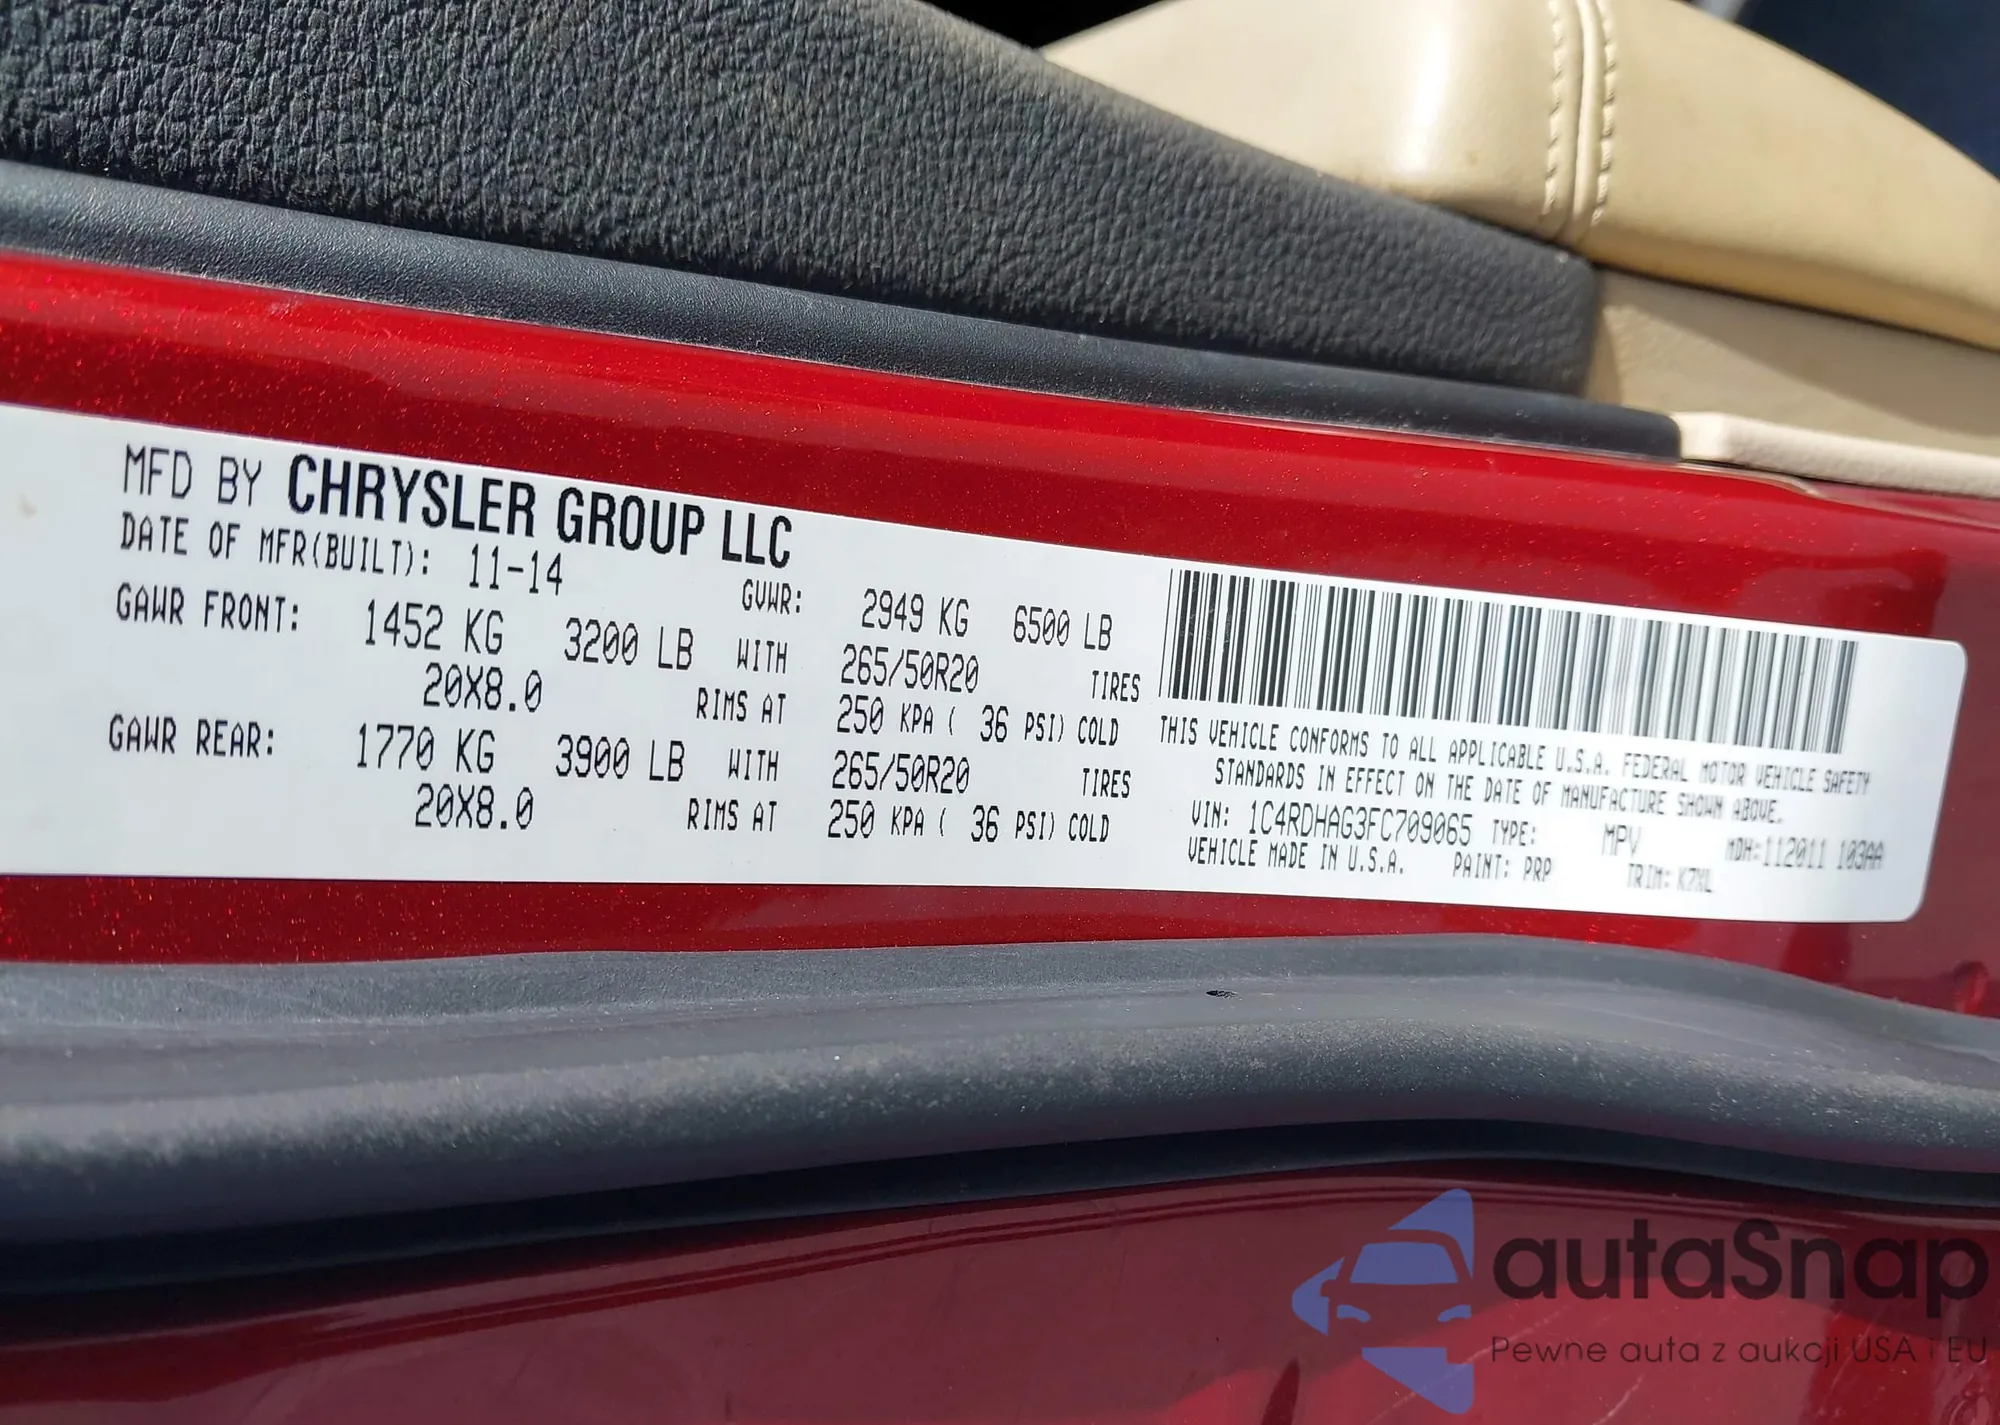 MFD BY CHRYSLER GROUP LLC
DATE OF MFR(BUILT): 11-14 GVWR: 2949 KG 6500 LB
GAWR FRONT: 1452 KG 3200 LB WITH 265/50R20 TIRES
20X8.0 RIMS AT 250 KPA ( 36 PSI) COLD
GAWR REAR: 1770 KG 3900 LB WITH 265/50R20 TIRES
20X8.0 RIMS AT 250 KPA ( 36 PSI) COLD
THIS VEHICLE CONFORMS TO ALL APPLICABLE U.S.A. FEDERAL MOTOR VEHICLE SAFETY
STANDARDS IN EFFECT ON THE DATE OF MANUFACTURE SHOWN ABOVE.
VIN: 1C4RDHAG3FC709065 TYPE: MPV MDH:112011 103AA
VEHICLE MADE IN U.S.A. PAINT: PRP TRIM: K7XL
autaSnap
Pewne auta z aukcji USA i EU